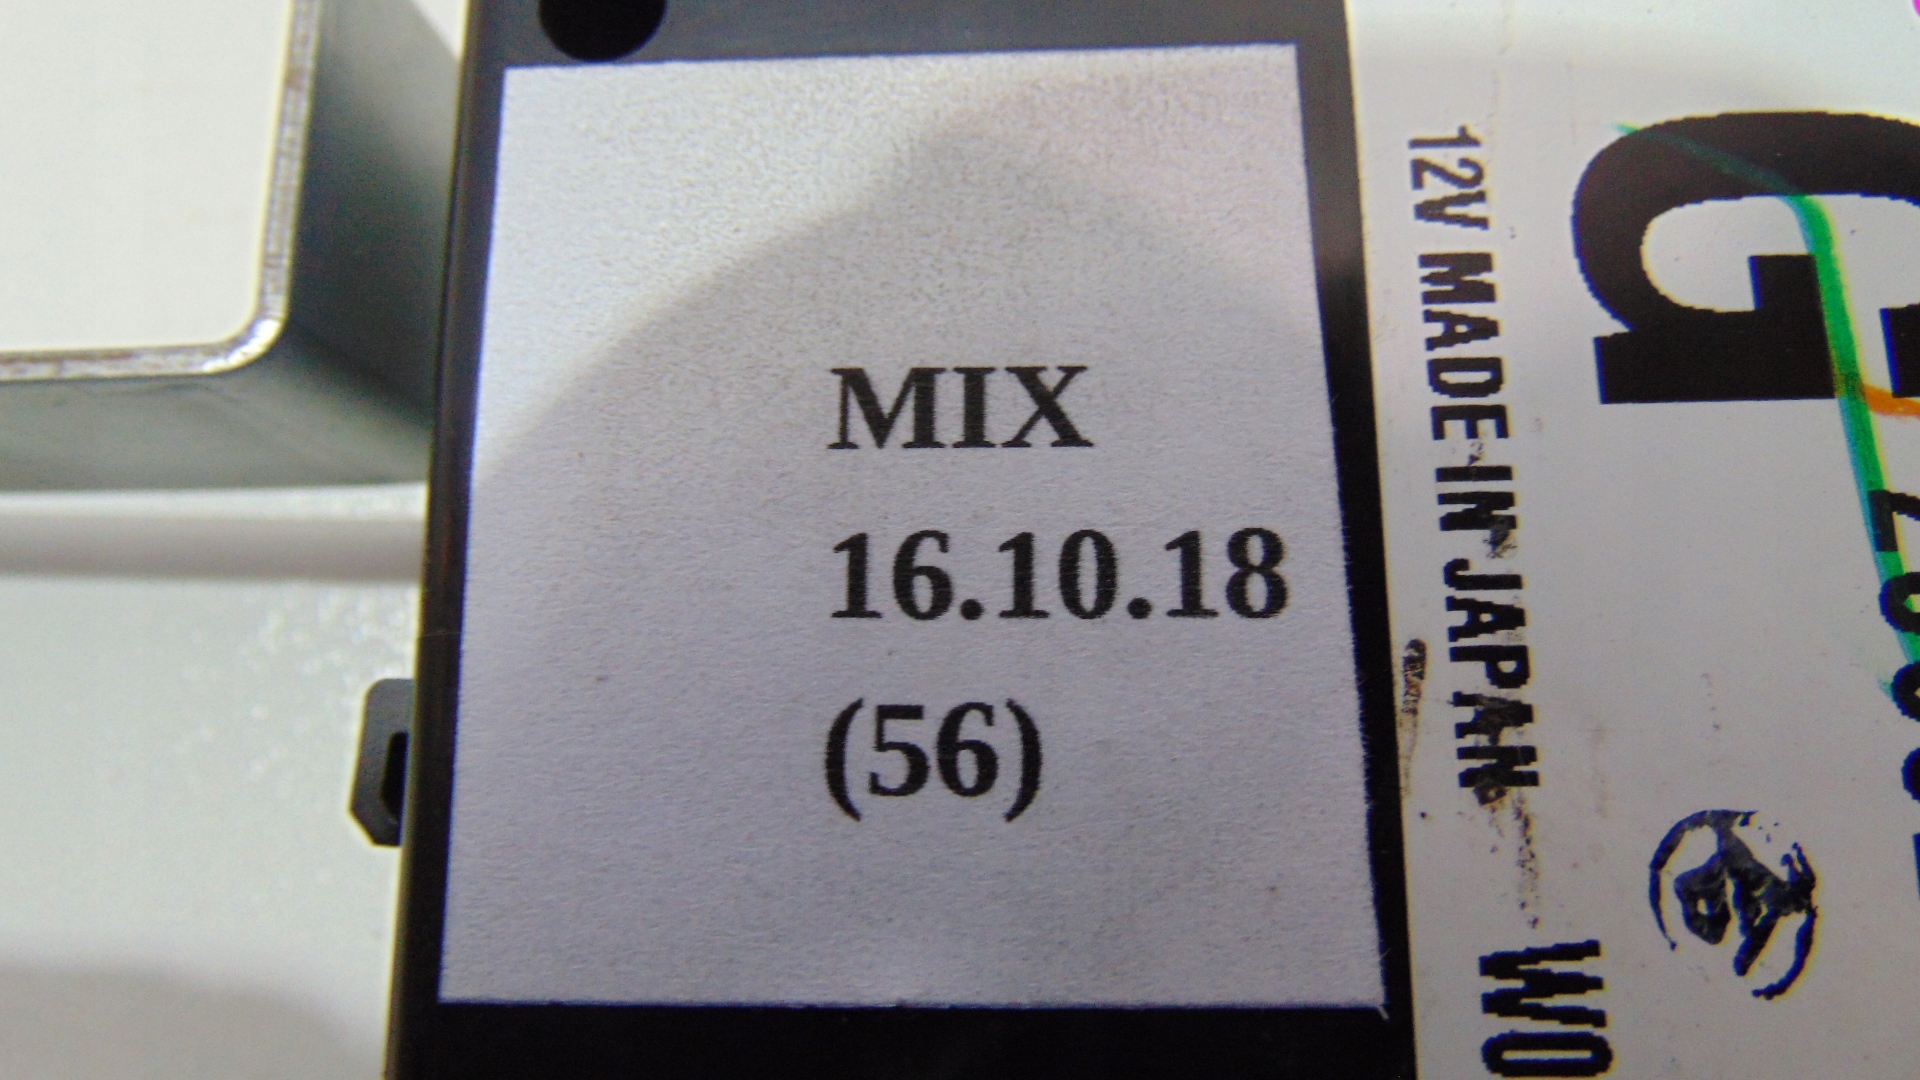 MIX
16.10.18
(56)
12V MADE IN JAPAN
G